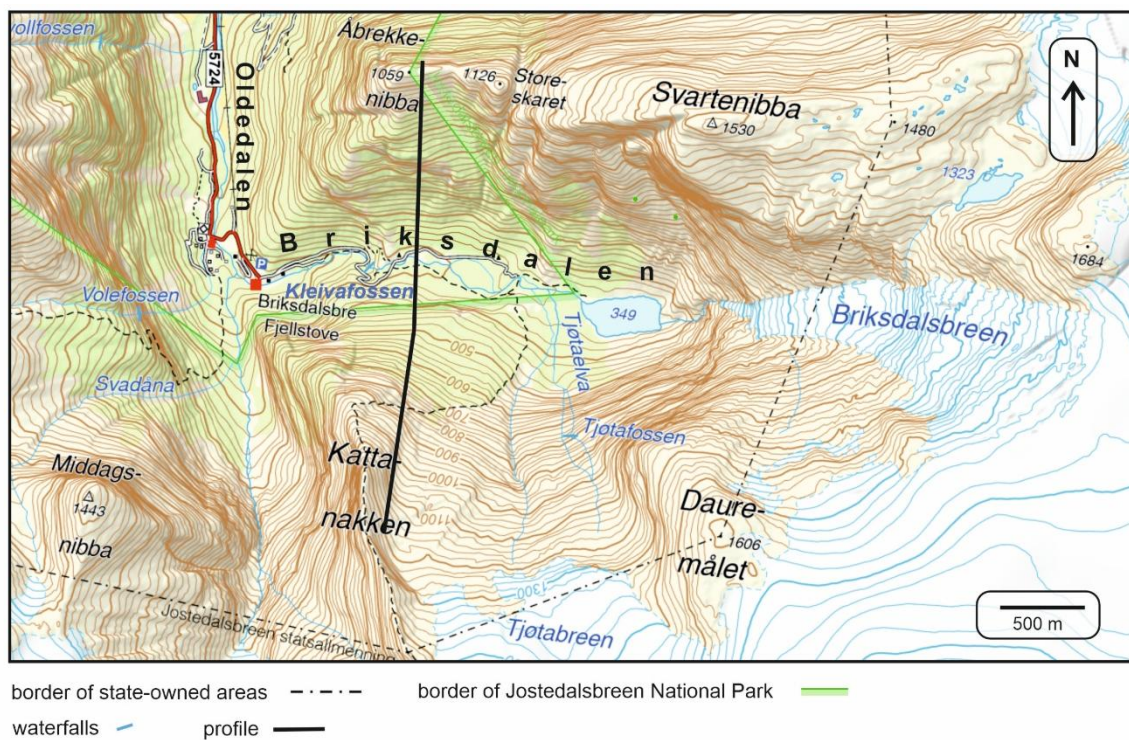 vollfossen
5724
Oldedalen
Åbrekke-
1059
nibba
1126
Store-
skaret
Svartenibba
1530
1480
1323
1684
N
Briksdalen
P
Kleivafossen
Volefossen
Briksdalsbre
Fjellstove
349
Briksdalsbreen
Tjøtaelva
Svadåna
500
600
700
800
900
1000
1100
Tjøtafossen
Katta-
nakken
Middags-
1443
nibba
Daure-
1606
målet
1300
Tjøtabreen
Jostedalsbreen statsallmenning
500 m
border of state-owned areas
border of Jostedalsbreen National Park
waterfalls
profile